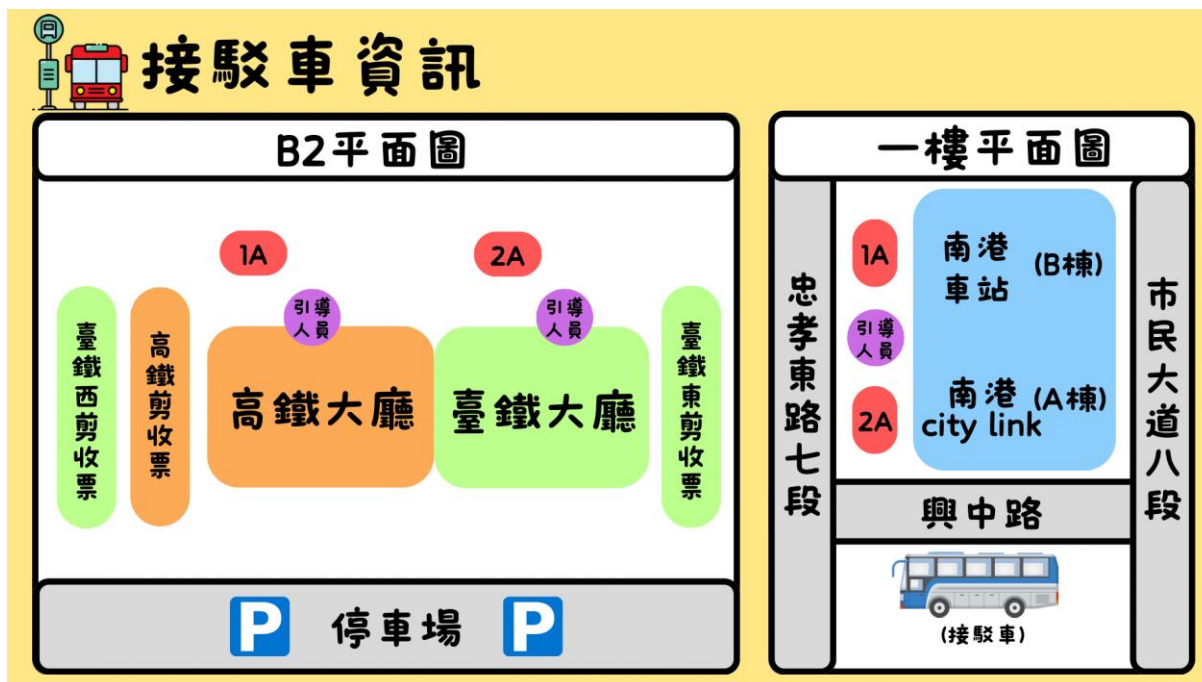 接駁車資訊
B2平面圖
1A
2A
引導
人員
引導
人員
臺鐵西剪收票
高鐵剪收票
高鐵大廳
臺鐵大廳
臺鐵東剪收票
P 停車場 P
一樓平面圖
忠孝東路七段
1A
引導
人員
2A
南港
車站 (B棟)
南港 (A棟)
city link
市民大道八段
興中路
(接駁車)